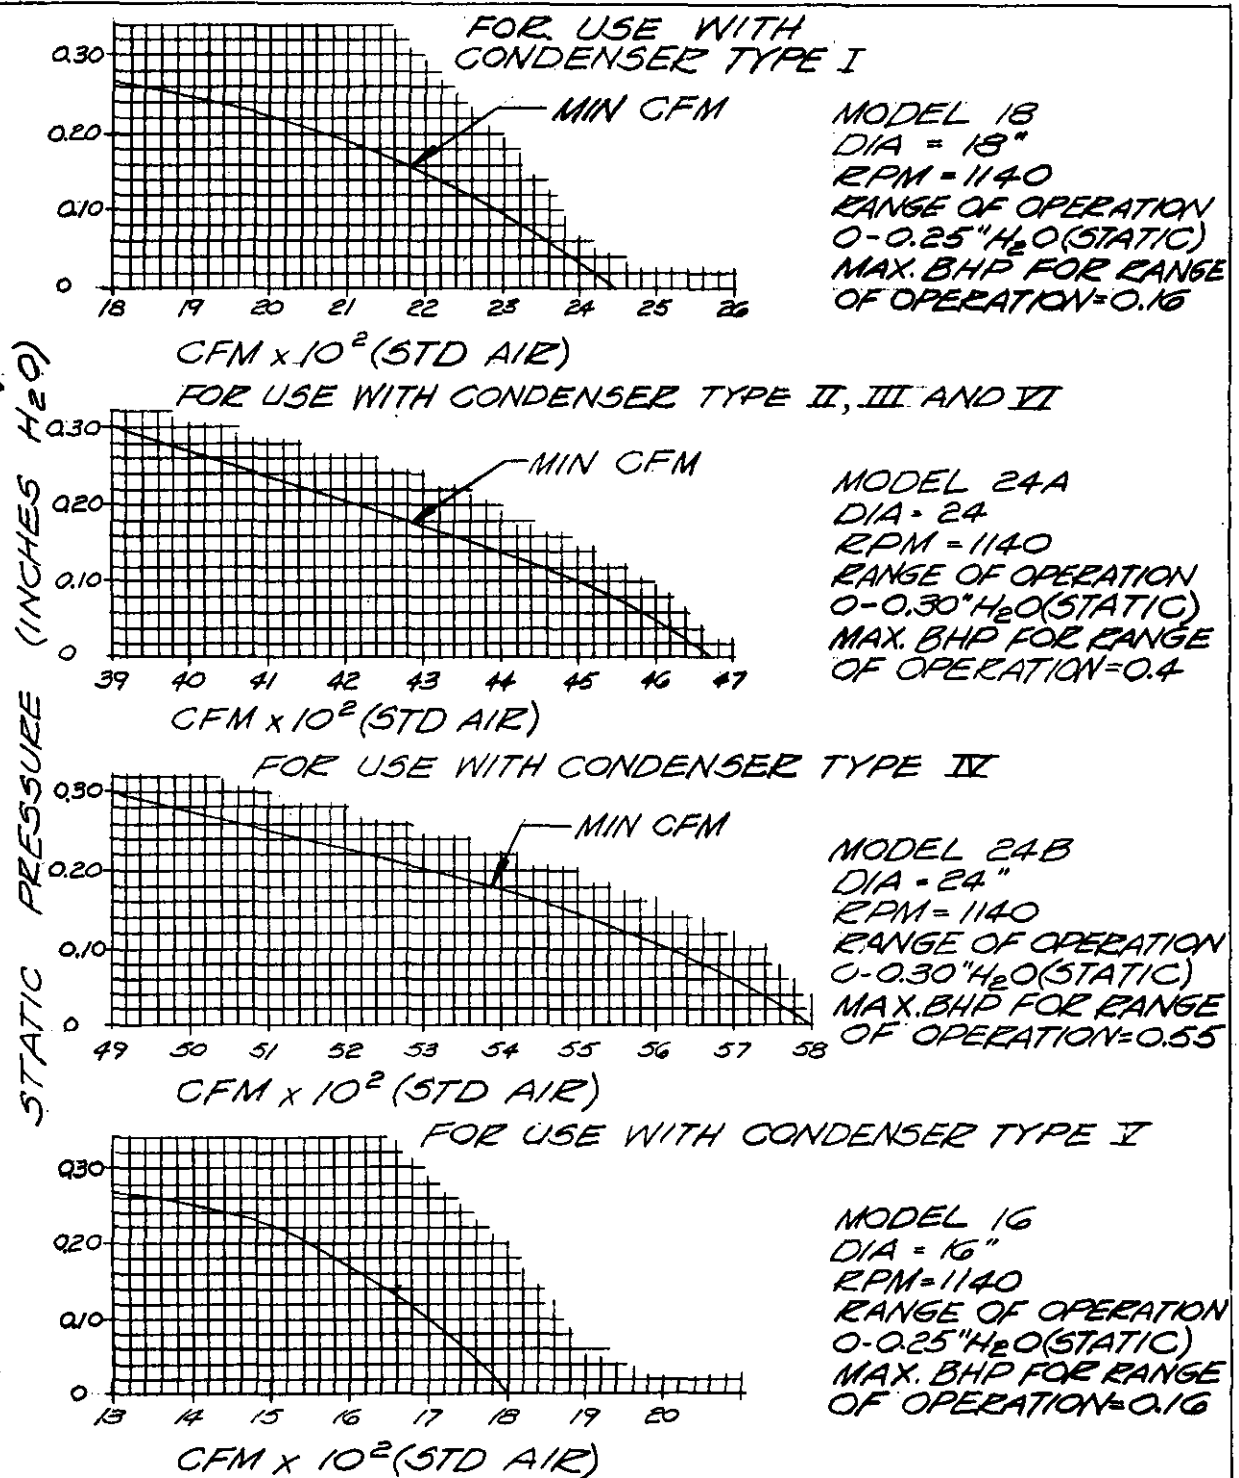 STATIC PRESSURE (INCHES H₂O)
FOR USE WITH
CONDENSER TYPE I
0.30
0.20
0.10
0
MIN CFM
18 19 20 21 22 23 24 25 26
CFM x 10² (STD AIR)
MODEL 18
DIA = 18"
RPM = 1140
RANGE OF OPERATION
0-0.25" H₂O (STATIC)
MAX. BHP FOR RANGE
OF OPERATION = 0.16
FOR USE WITH CONDENSER TYPE II, III AND VI
0.30
0.20
0.10
0
MIN CFM
39 40 41 42 43 44 45 46 47
CFM x 10² (STD AIR)
MODEL 24A
DIA = 24
RPM = 1140
RANGE OF OPERATION
0-0.30" H₂O (STATIC)
MAX. BHP FOR RANGE
OF OPERATION = 0.4
FOR USE WITH CONDENSER TYPE IV
0.30
0.20
0.10
0
MIN CFM
49 50 51 52 53 54 55 56 57 58
CFM x 10² (STD AIR)
MODEL 24B
DIA = 24"
RPM = 1140
RANGE OF OPERATION
0-0.30" H₂O (STATIC)
MAX. BHP FOR RANGE
OF OPERATION = 0.55
FOR USE WITH CONDENSER TYPE V
0.30
0.20
0.10
0
13 14 15 16 17 18 19 20
CFM x 10² (STD AIR)
MODEL 16
DIA = 16"
RPM = 1140
RANGE OF OPERATION
0-0.25" H₂O (STATIC)
MAX. BHP FOR RANGE
OF OPERATION = 0.16